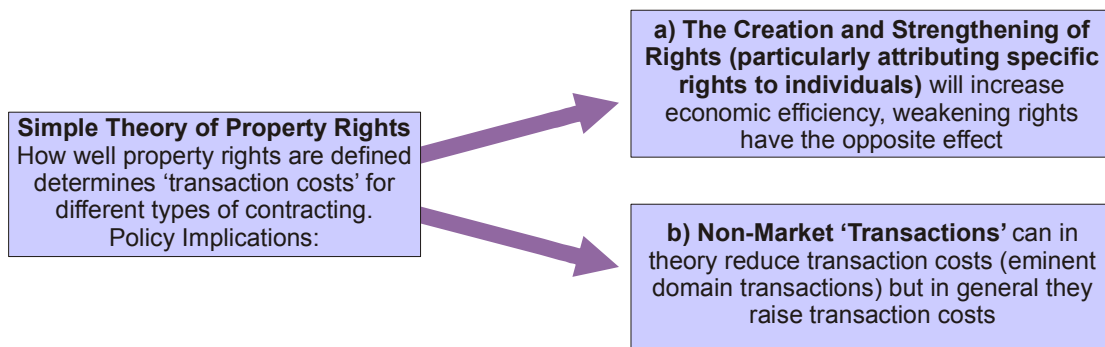 Simple Theory of Property Rights
How well property rights are defined
determines ‘transaction costs’ for
different types of contracting.
Policy Implications:
a) The Creation and Strengthening of
Rights (particularly attributing specific
rights to individuals) will increase
economic efficiency, weakening rights
have the opposite effect
b) Non-Market ‘Transactions’ can in
theory reduce transaction costs (eminent
domain transactions) but in general they
raise transaction costs